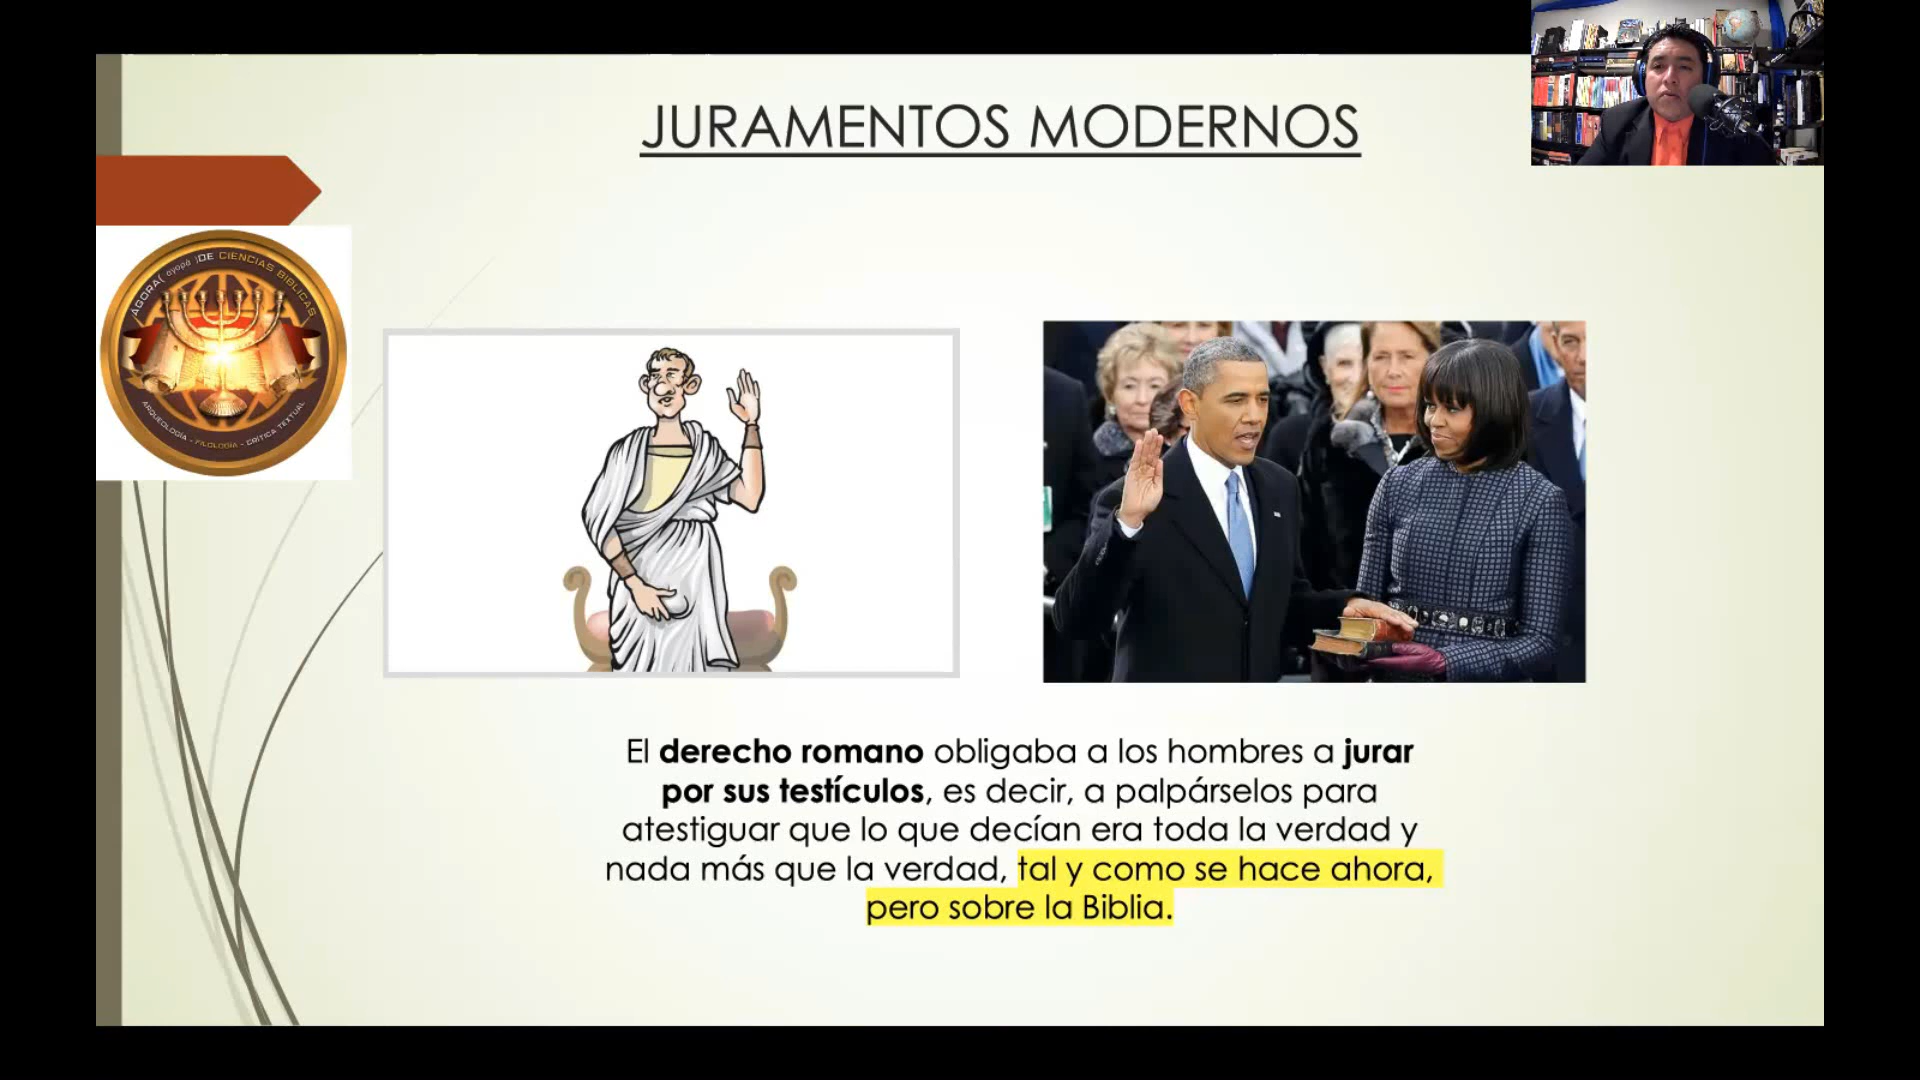 JURAMENTOS MODERNOS
ÁGORA( αγορά )DE CIENCIAS BÍBLICAS
ARQUEOLOGÍA - FILOLOGÍA - CRÍTICA TEXTUAL
El derecho romano obligaba a los hombres a jurar
por sus testículos, es decir, a palpárselos para
atestiguar que lo que decían era toda la verdad y
nada más que la verdad, tal y como se hace ahora,
pero sobre la Biblia.